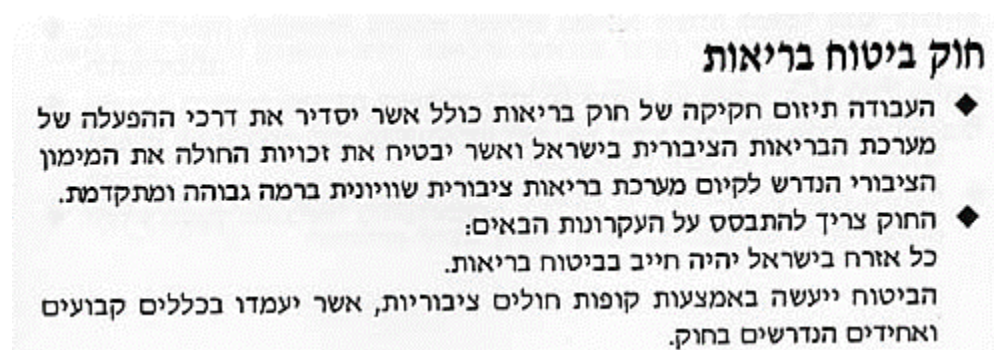 חוק ביטוח בריאות
◆ העבודה תיזום חקיקה של חוק בריאות כולל אשר יסדיר את דרכי ההפעלה של
מערכת הבריאות הציבורית בישראל ואשר יבטיח את זכויות החולה את המימון
הציבורי הנדרש לקיום מערכת בריאות ציבורית שוויונית ברמה גבוהה ומתקדמת.
◆ החוק צריך להתבסס על העקרונות הבאים:
כל אזרח בישראל יהיה חייב בביטוח בריאות.
הביטוח ייעשה באמצעות קופות חולים ציבוריות, אשר יעמדו בכללים קבועים
ואחידים הנדרשים בחוק.